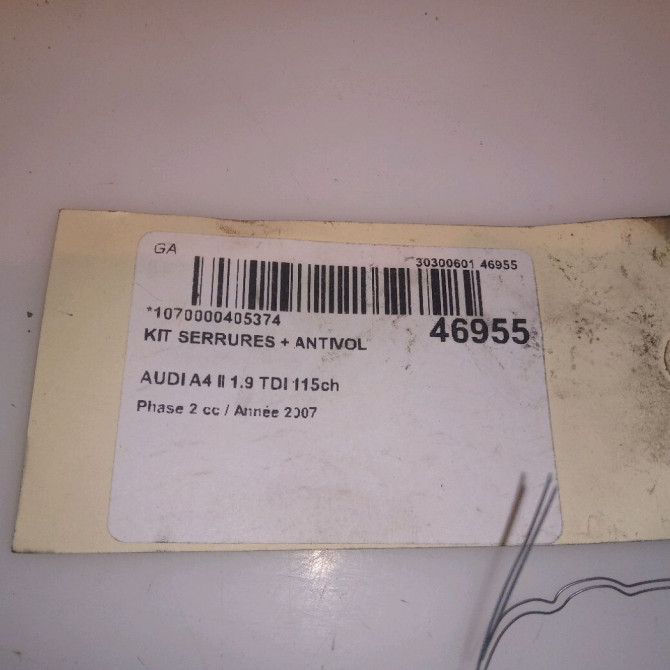 GA
30300601 46955
*1070000405374
46955
KIT SERRURES + ANTIVOL
AUDI A4 II 1.9 TDI 115ch
Phase 2 cc / Année 2007